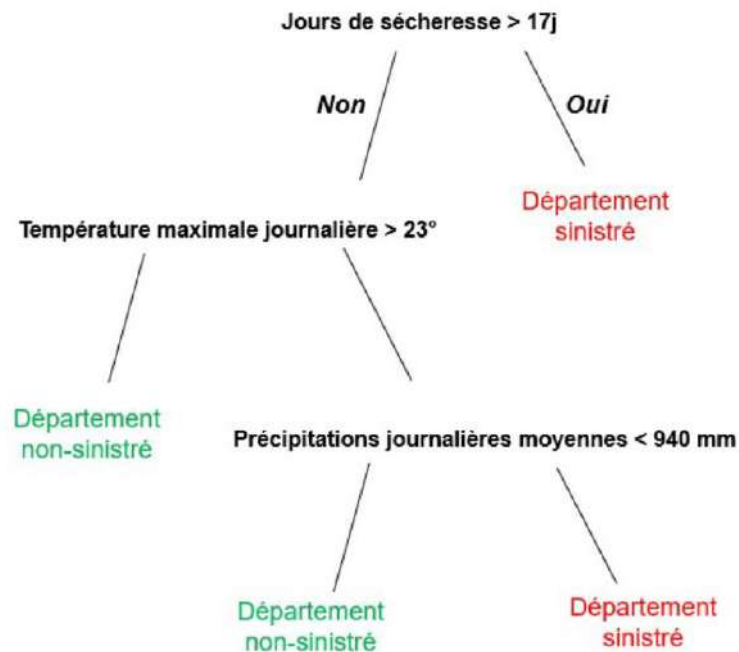 Jours de sécheresse > 17j
Non
Oui
Département
sinistré
Température maximale journalière > 23°
Département
non-sinistré
Précipitations journalières moyennes < 940 mm
Département
non-sinistré
Département
sinistré